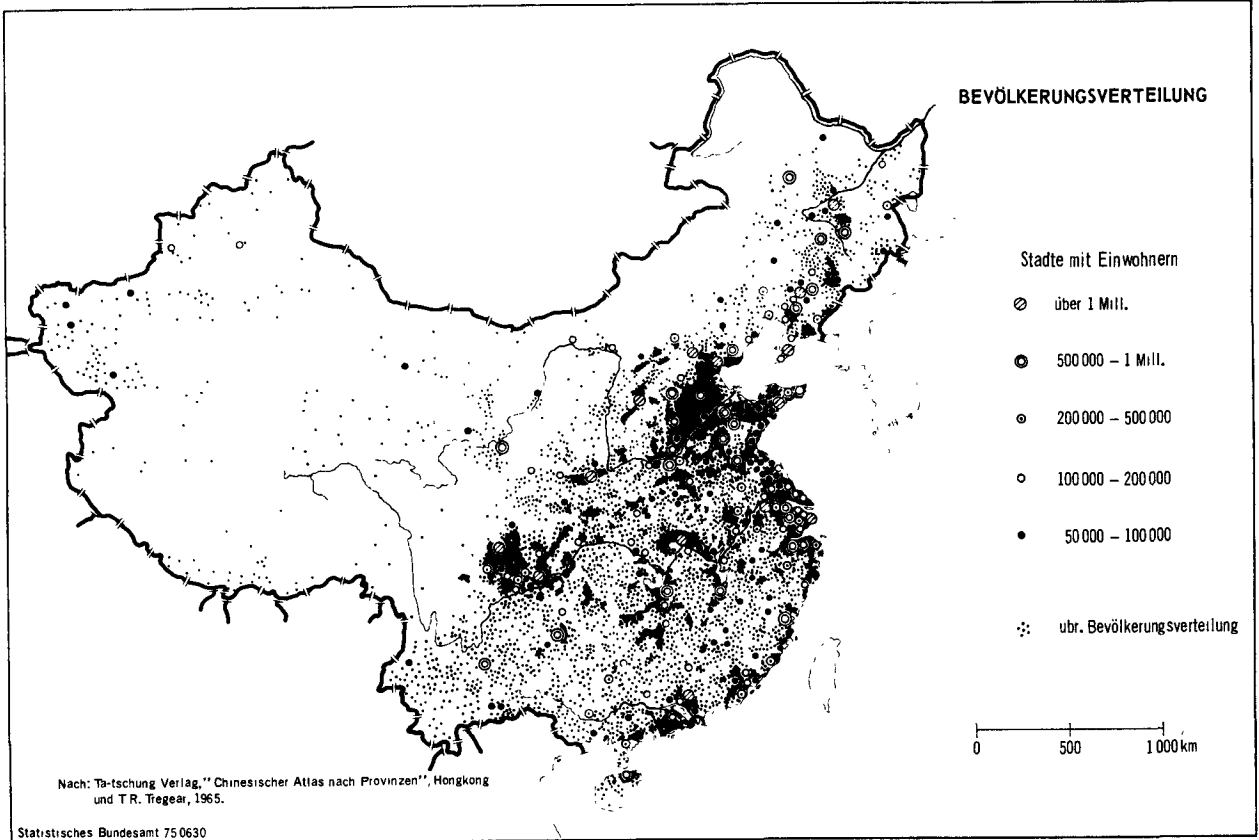 BEVÖLKERUNGSVERTEILUNG
Stadte mit Einwohnern
über 1 Mill.
500 000 – 1 Mill.
200 000 – 500 000
100 000 – 200 000
50 000 – 100 000
ubr. Bevölkerungsverteilung
0 500 1 000 km
Nach: Ta-tschung Verlag,'' Chinesischer Atlas nach Provinzen'', Hongkong
und T R. Tregear, 1965.
Statistisches Bundesamt 75 0630